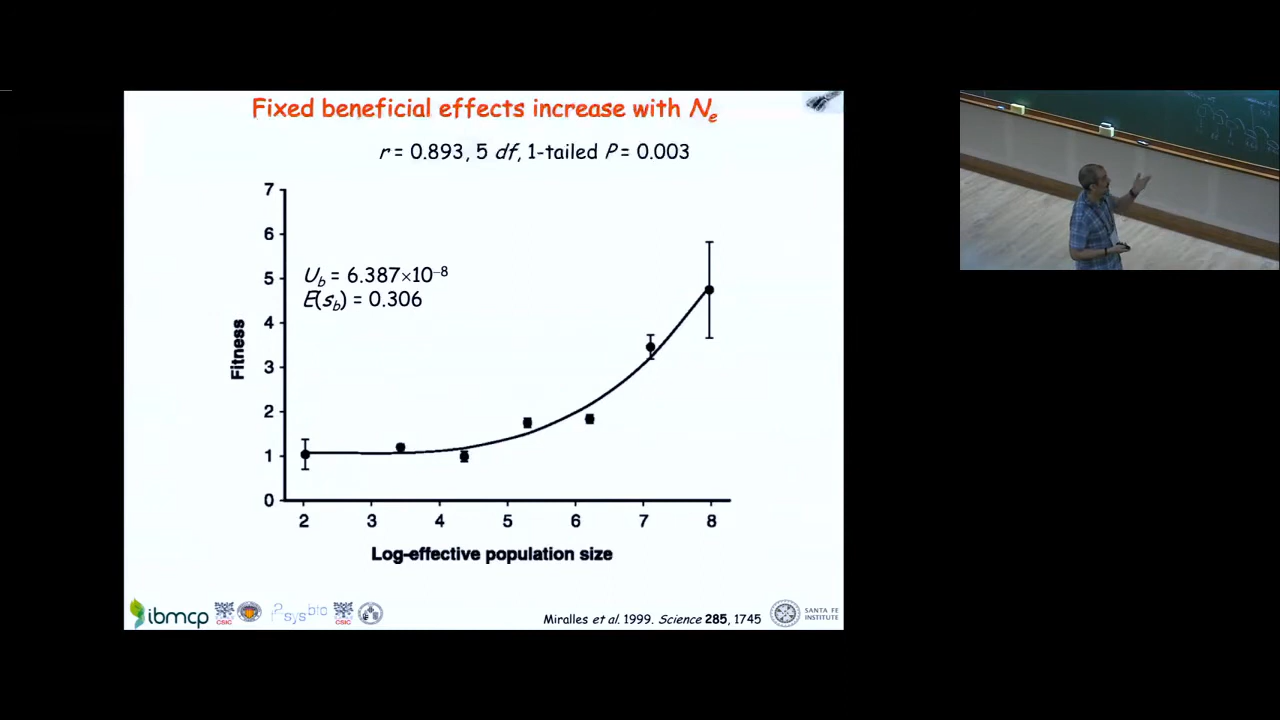 Fixed beneficial effects increase with Ne
r = 0.893, 5 df, 1-tailed P = 0.003
7
6
5
4
3
2
1
0
Ub = 6.387×10⁻⁸
E(sb) = 0.306
Fitness
2 3 4 5 6 7 8
Log-effective population size
ibmcp
CSIC
sysbio
CSIC
Miralles et al. 1999. Science 285, 1745
SANTA FE
INSTITUTE